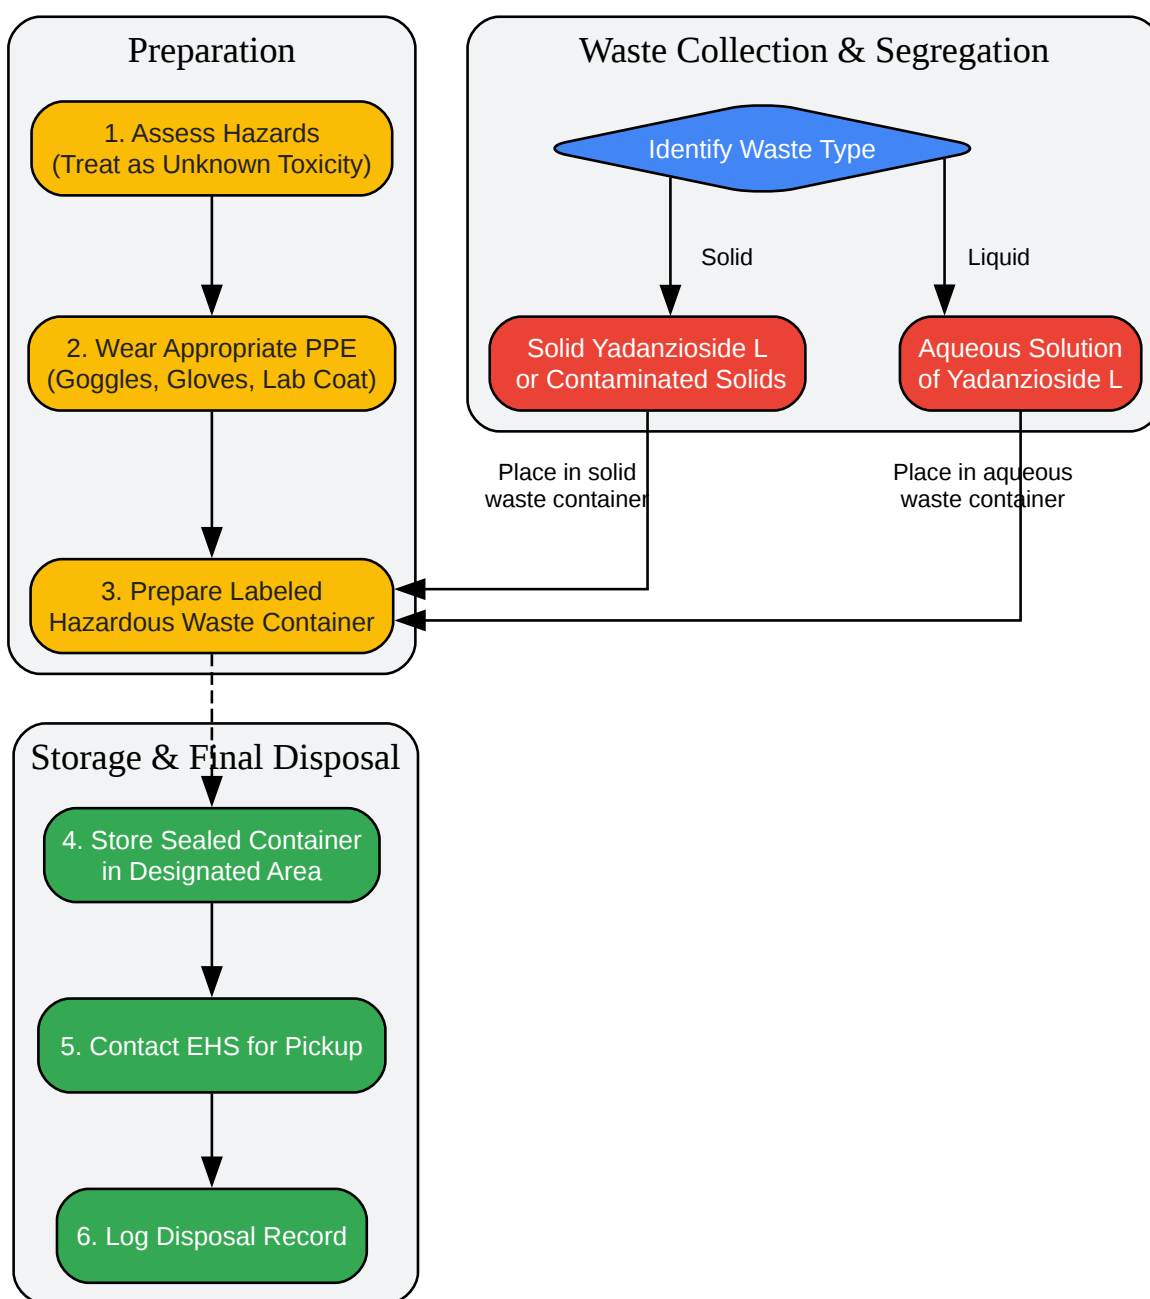 Preparation
1. Assess Hazards
(Treat as Unknown Toxicity)
2. Wear Appropriate PPE
(Goggles, Gloves, Lab Coat)
3. Prepare Labeled
Hazardous Waste Container
Waste Collection & Segregation
Identify Waste Type
Solid
Liquid
Solid Yadanzioside L
or Contaminated Solids
Aqueous Solution
of Yadanzioside L
Place in solid
waste container
Place in aqueous
waste container
Storage & Final Disposal
4. Store Sealed Container
in Designated Area
5. Contact EHS for Pickup
6. Log Disposal Record